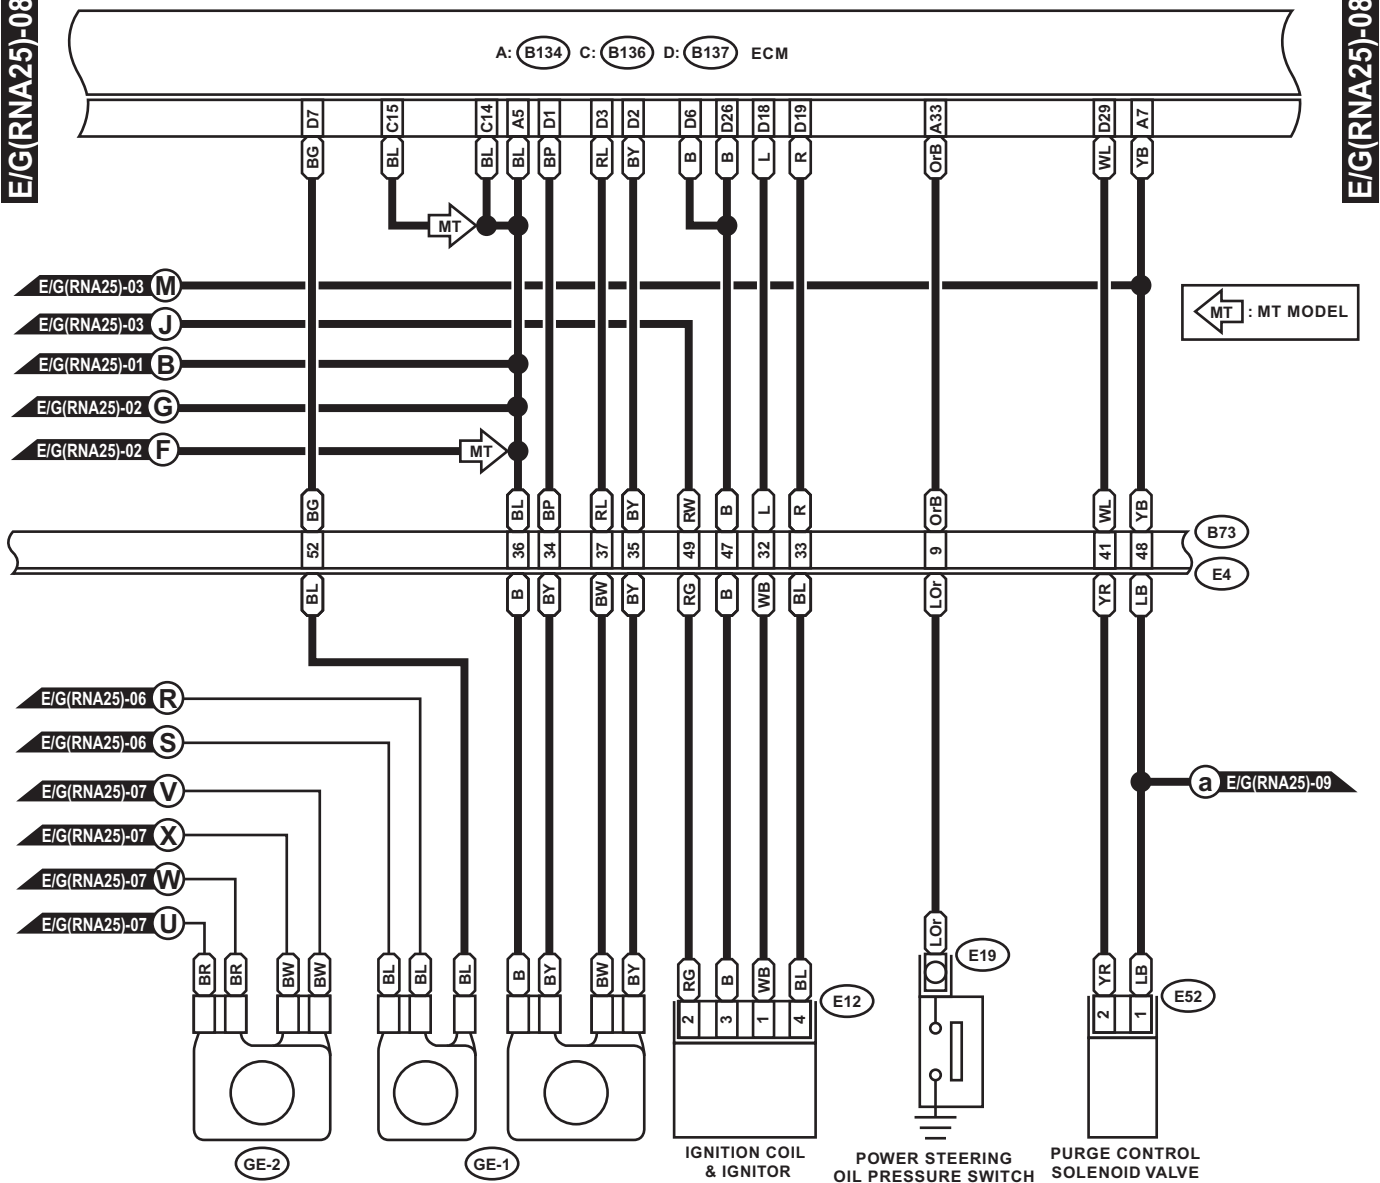 E/G(RNA25)-08
E/G(RNA25)-08
A: B134 C: B136 D: B137 ECM
D7 C15 C14 A5 D1 D3 D2 D6 D26 D18 D19 A33 D29 A7
BG BL BL BL BP RL BY B B L R OrB WL YB
MT
E/G(RNA25)-03 M
MT : MT MODEL
E/G(RNA25)-03 J
E/G(RNA25)-01 B
E/G(RNA25)-02 G
E/G(RNA25)-02 F
MT
BG BL BP RL BY RW B L R OrB WL YB
B73
52 36 34 37 35 49 47 32 33 9 41 48
E4
BL B BY BW BY RG B WB BL LOr YR LB
E/G(RNA25)-06 R
E/G(RNA25)-06 S
E/G(RNA25)-07 V
a E/G(RNA25)-09
E/G(RNA25)-07 X
E/G(RNA25)-07 W
E/G(RNA25)-07 U
LOr
E19
BR BR BW BW BL BL BL B BY BW BY RG B WB BL YR LB
E12
E52
2 3 1 4 2 1
GE-2
GE-1
IGNITION COIL
& IGNITOR
POWER STEERING
OIL PRESSURE SWITCH
PURGE CONTROL
SOLENOID VALVE